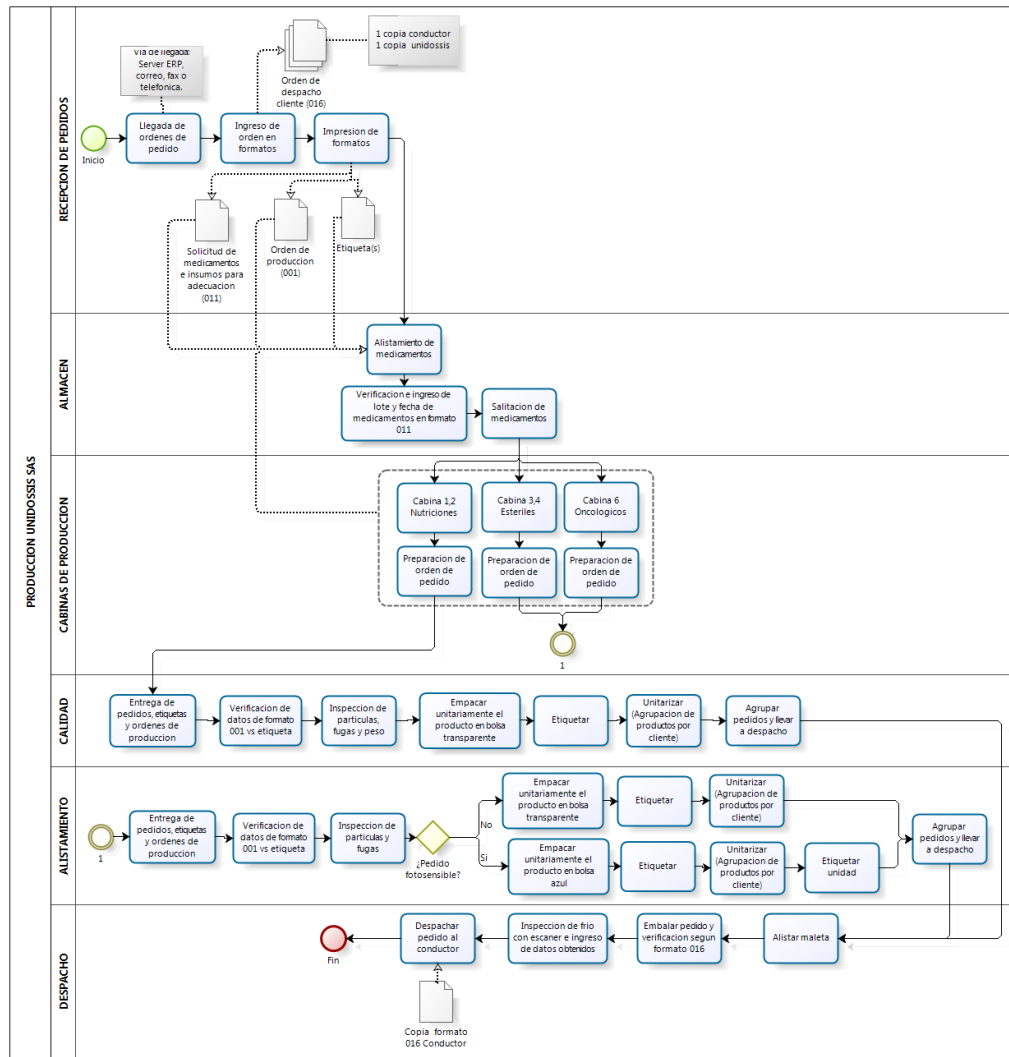 PRODUCCION UNIDOSSIS SAS
RECEPCION DE PEDIDOS
Via de llegada:
Server ERP,
correo, fax o
telefonica.
1 copia conductor
1 copia unidossis
Orden de
despacho
cliente (016)
Inicio
Llegada de
ordenes de
pedido
Ingreso de
orden en
formatos
Impresion de
formatos
Solicitud de
medicamentos
e insumos para
adecuacion
(011)
Orden de
produccion
(001)
Etiqueta(s)
ALMACEN
Alistamiento de
medicamentos
Verificacion e ingreso de
lote y fecha de
medicamentos en formato
011
Salitacion de
medicamentos
CABINAS DE PRODUCCION
Cabina 1,2
Nutriciones
Cabina 3,4
Esteriles
Cabina 6
Oncologicos
Preparacion de
orden de
pedido
Preparacion de
orden de
pedido
Preparacion de
orden de
pedido
1
CALIDAD
Entrega de
pedidos, etiquetas
y ordenes de
produccion
Verificacion de
datos de formato
001 vs etiqueta
Inspeccion de
particulas,
fugas y peso
Empacar
unitariamente el
producto en bolsa
transparente
Etiquetar
Unitarizar
(Agrupacion de
productos por
cliente)
Agrupar
pedidos y llevar
a despacho
ALISTAMIENTO
1
Entrega de
pedidos, etiquetas
y ordenes de
produccion
Verificacion de
datos de formato
001 vs etiqueta
Inspeccion de
particulas y
fugas
¿Pedido
fotosensible?
No
Empacar
unitariamente el
producto en bolsa
transparente
Etiquetar
Unitarizar
(Agrupacion de
productos por
cliente)
Si
Empacar
unitariamente el
producto en bolsa
azul
Etiquetar
Unitarizar
(Agrupacion de
productos por
cliente)
Etiquetar
unidad
Agrupar
pedidos y llevar
a despacho
DESPACHO
Fin
Despachar
pedido al
conductor
Inspeccion de frio
con escaner e ingreso
de datos obtenidos
Embalar pedido y
verificacion segun
formato 016
Alistar maleta
Copia formato
016 Conductor